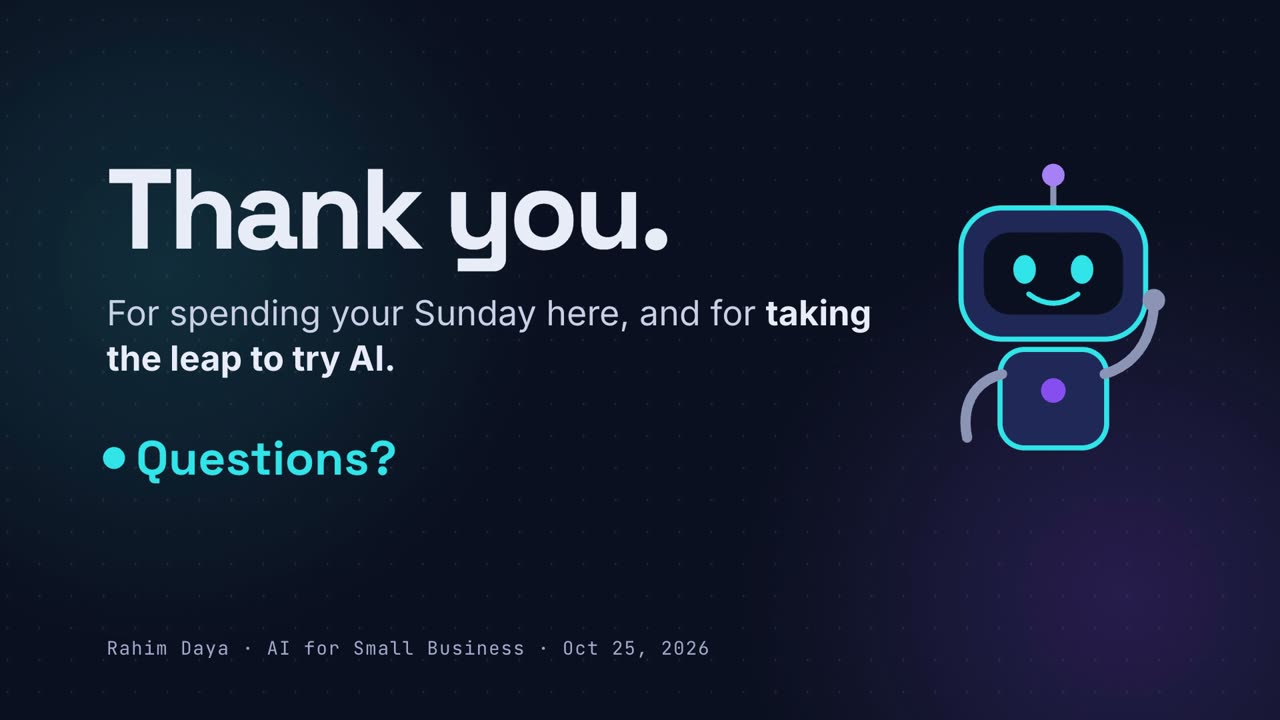 Thank you.
For spending your Sunday here, and for taking
the leap to try AI.
Questions?
Rahim Daya · AI for Small Business · Oct 25, 2026